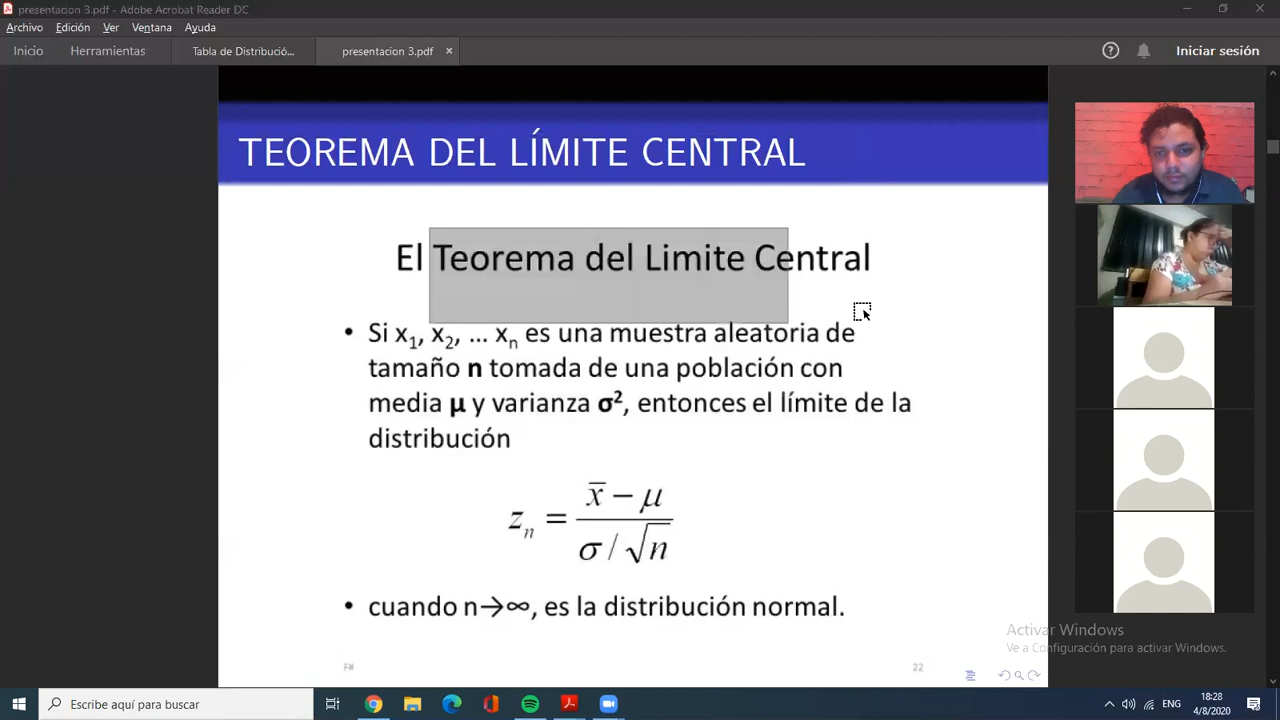 presentacion 3.pdf - Adobe Acrobat Reader DC
Archivo Edición Ver Ventana Ayuda
Inicio Herramientas Tabla de Distribució... presentacion 3.pdf × Iniciar sesión
TEOREMA DEL LÍMITE CENTRAL
El Teorema del Limite Central
• Si x₁, x₂, ... xₙ es una muestra aleatoria de
tamaño n tomada de una población con
media μ y varianza σ², entonces el límite de la
distribución
zₙ = (x̄ − μ) / (σ / √n)
• cuando n→∞, es la distribución normal.
F# 22
Activar Windows
Ve a Configuración para activar Windows.
Escribe aquí para buscar
ENG
18:28
4/8/2020